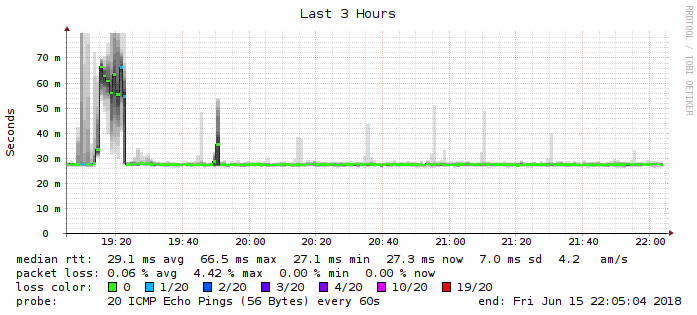 Last 3 Hours
RRDTOOL / TOBI OETIKER
Seconds
70 m
60 m
50 m
40 m
30 m
20 m
10 m
0
19:20 19:40 20:00 20:20 20:40 21:00 21:20 21:40 22:00
median rtt: 29.1 ms avg 66.5 ms max 27.1 ms min 27.3 ms now 7.0 ms sd 4.2 am/s
packet loss: 0.06 % avg 4.42 % max 0.00 % min 0.00 % now
loss color: 0 1/20 2/20 3/20 4/20 10/20 19/20
probe: 20 ICMP Echo Pings (56 Bytes) every 60s end: Fri Jun 15 22:05:04 2018